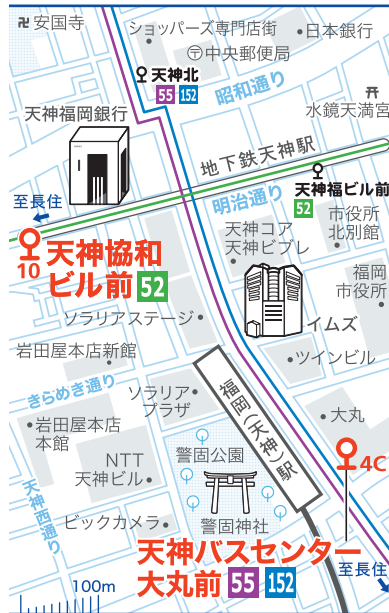 卍安国寺
ショッパーズ専門店街
日本銀行
〒中央郵便局
天神北
55-152
昭和通り
水鏡天満宮
天神福岡銀行
地下鉄天神駅
明治通り
天神福ビル前
52
至長住
10
天神協和
ビル前 52
市役所
北別館
天神コア
天神ビブレ
福岡
市役所
イムズ
ソラリアステージ
岩田屋本店新館
ツインビル
きらめき通り
ソラリア
プラザ
福岡(天神)駅
大丸
岩田屋本店
本館
4C
NTT
天神ビル
警固公園
天神西通り
ビックカメラ
警固神社
天神バスセンター
大丸前 55 152
至長住
100m